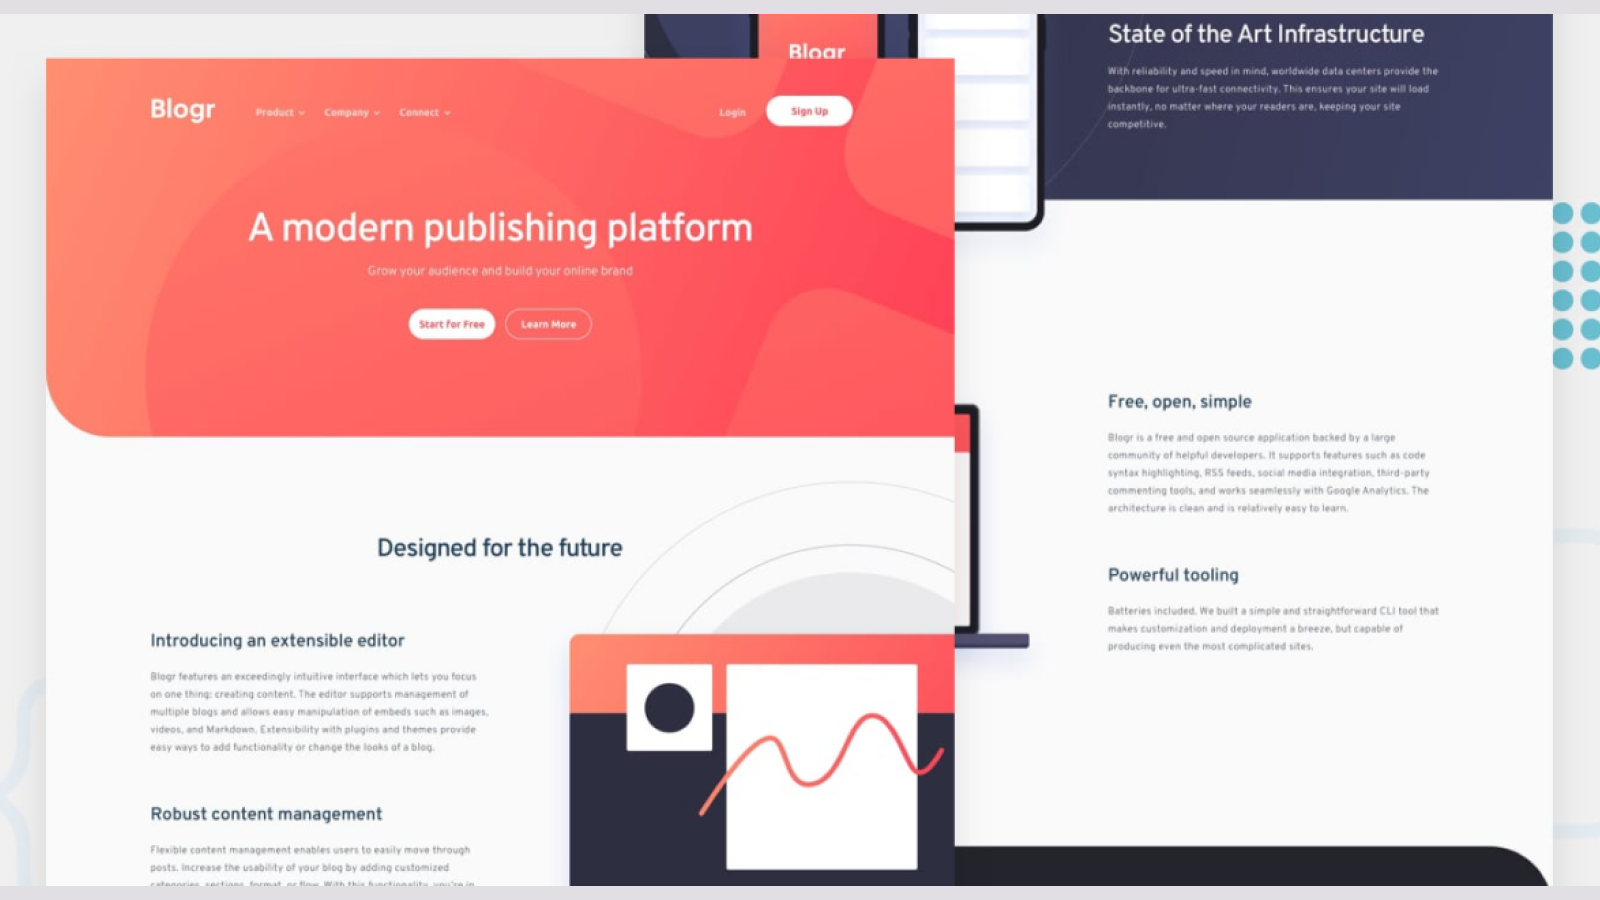 Blogr
State of the Art Infrastructure
With reliability and speed in mind, worldwide data centers provide the
backbone for ultra-fast connectivity. This ensures your site will load
instantly, no matter where your readers are, keeping your site
competitive.
Blogr
Product
Company
Connect
Login
Sign Up
A modern publishing platform
Grow your audience and build your online brand
Start for Free
Learn More
Designed for the future
Introducing an extensible editor
Blogr features an exceedingly intuitive interface which lets you focus
on one thing: creating content. The editor supports management of
multiple blogs and allows easy manipulation of embeds such as images,
videos, and Markdown. Extensibility with plugins and themes provide
easy ways to add functionality or change the looks of a blog.
Robust content management
Flexible content management enables users to easily move through
posts. Increase the usability of your blog by adding customized
categories, sections, format, or flow. With this functionality, you're in
Free, open, simple
Blogr is a free and open source application backed by a large
community of helpful developers. It supports features such as code
syntax highlighting, RSS feeds, social media integration, third-party
commenting tools, and works seamlessly with Google Analytics. The
architecture is clean and is relatively easy to learn.
Powerful tooling
Batteries included. We built a simple and straightforward CLI tool that
makes customization and deployment a breeze, but capable of
producing even the most complicated sites.